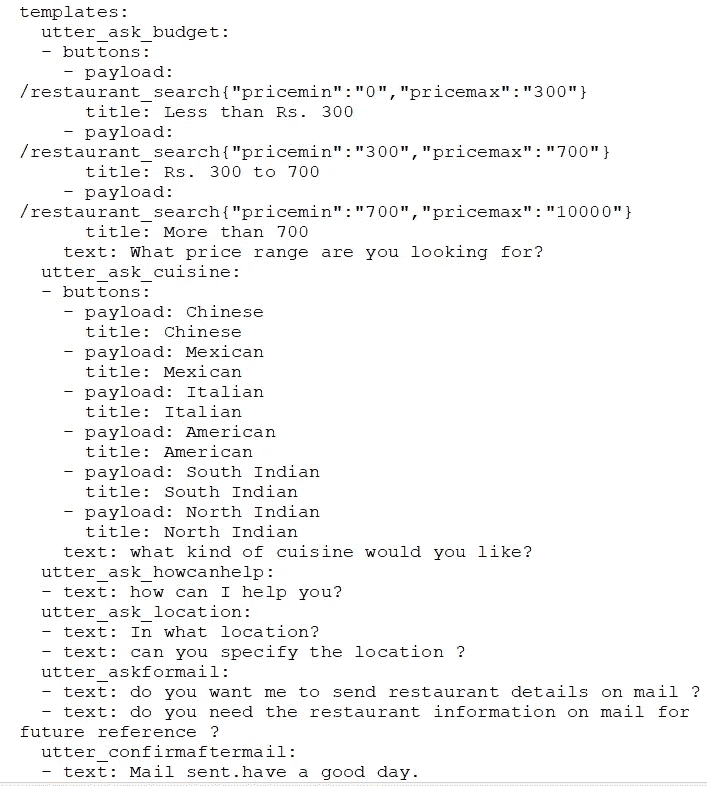 templates:
  utter_ask_budget:
  - buttons:
    - payload:
/restaurant_search{"pricemin":"0","pricemax":"300"}
      title: Less than Rs. 300
    - payload:
/restaurant_search{"pricemin":"300","pricemax":"700"}
      title: Rs. 300 to 700
    - payload:
/restaurant_search{"pricemin":"700","pricemax":"10000"}
      title: More than 700
    text: What price range are you looking for?
  utter_ask_cuisine:
  - buttons:
    - payload: Chinese
      title: Chinese
    - payload: Mexican
      title: Mexican
    - payload: Italian
      title: Italian
    - payload: American
      title: American
    - payload: South Indian
      title: South Indian
    - payload: North Indian
      title: North Indian
    text: what kind of cuisine would you like?
  utter_ask_howcanhelp:
  - text: how can I help you?
  utter_ask_location:
  - text: In what location?
  - text: can you specify the location ?
  utter_askformail:
  - text: do you want me to send restaurant details on mail ?
  - text: do you need the restaurant information on mail for
future reference ?
  utter_confirmaftermail:
  - text: Mail sent.have a good day.